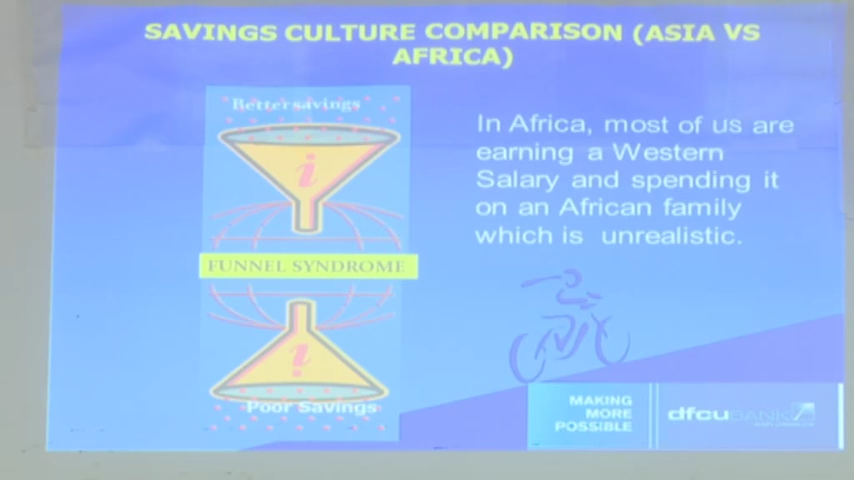 SAVINGS CULTURE COMPARISON (ASIA VS
AFRICA)
Better savings
i
FUNNEL SYNDROME
i
Poor Savings
In Africa, most of us are
earning a Western
Salary and spending it
on an African family
which is unrealistic.
MAKING
MORE
POSSIBLE
dfcu BANK